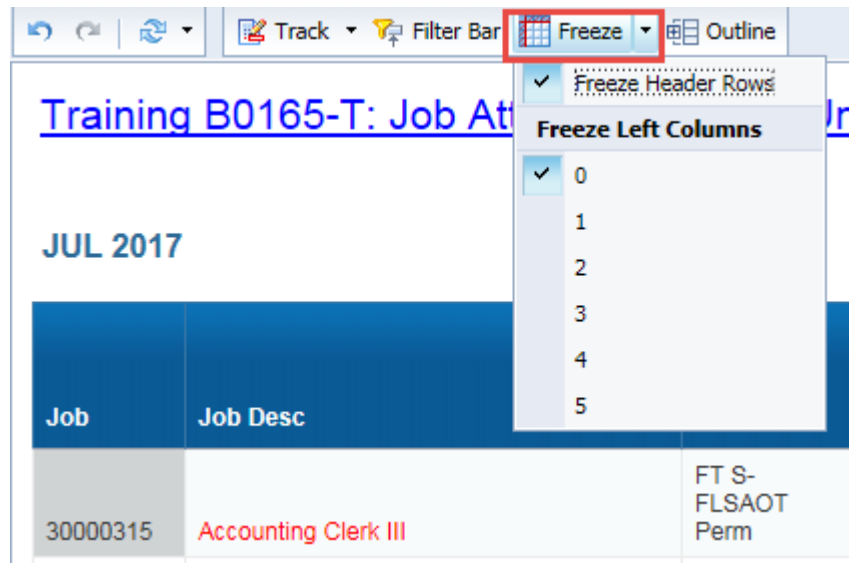 Track Filter Bar Freeze Outline
Freeze Header Rows
Training B0165-T: Job Att
Freeze Left Columns
0
1
JUL 2017
2
3
4
5
Job Job Desc
FT S-
FLSAOT
30000315 Accounting Clerk III Perm